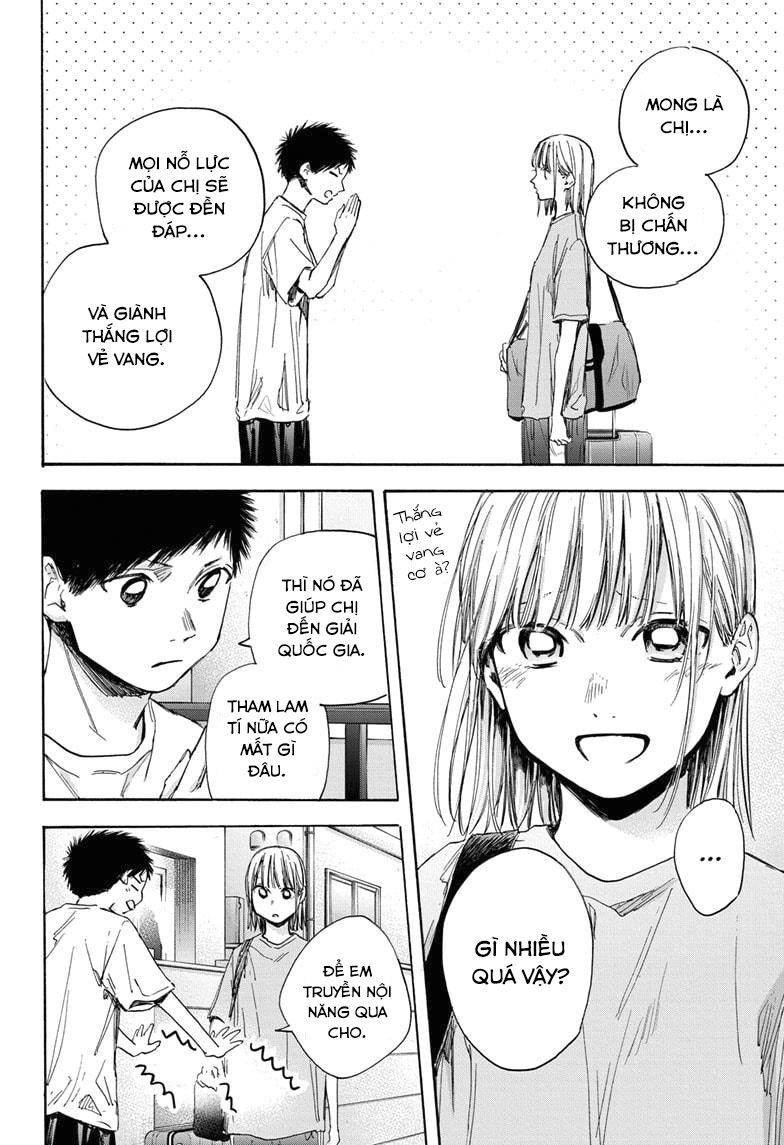 MONG LÀ
CHỊ...
KHÔNG
BỊ CHẤN
THƯƠNG...
MỌI NỖ LỰC
CỦA CHỊ SẼ
ĐƯỢC ĐỀN
ĐÁP...
VÀ GIÀNH
THẮNG LỢI
VẺ VANG.
Thắng
lợi vẻ
vang
cơ à?
...
GÌ NHIỀU
QUÁ VẬY?
THÌ NÓ ĐÃ
GIÚP CHỊ
ĐẾN GIẢI
QUỐC GIA.
THAM LAM
TÍ NỮA CÓ
MẤT GÌ
ĐÂU.
ĐỂ EM
TRUYỀN NỘI
NĂNG QUA
CHO.